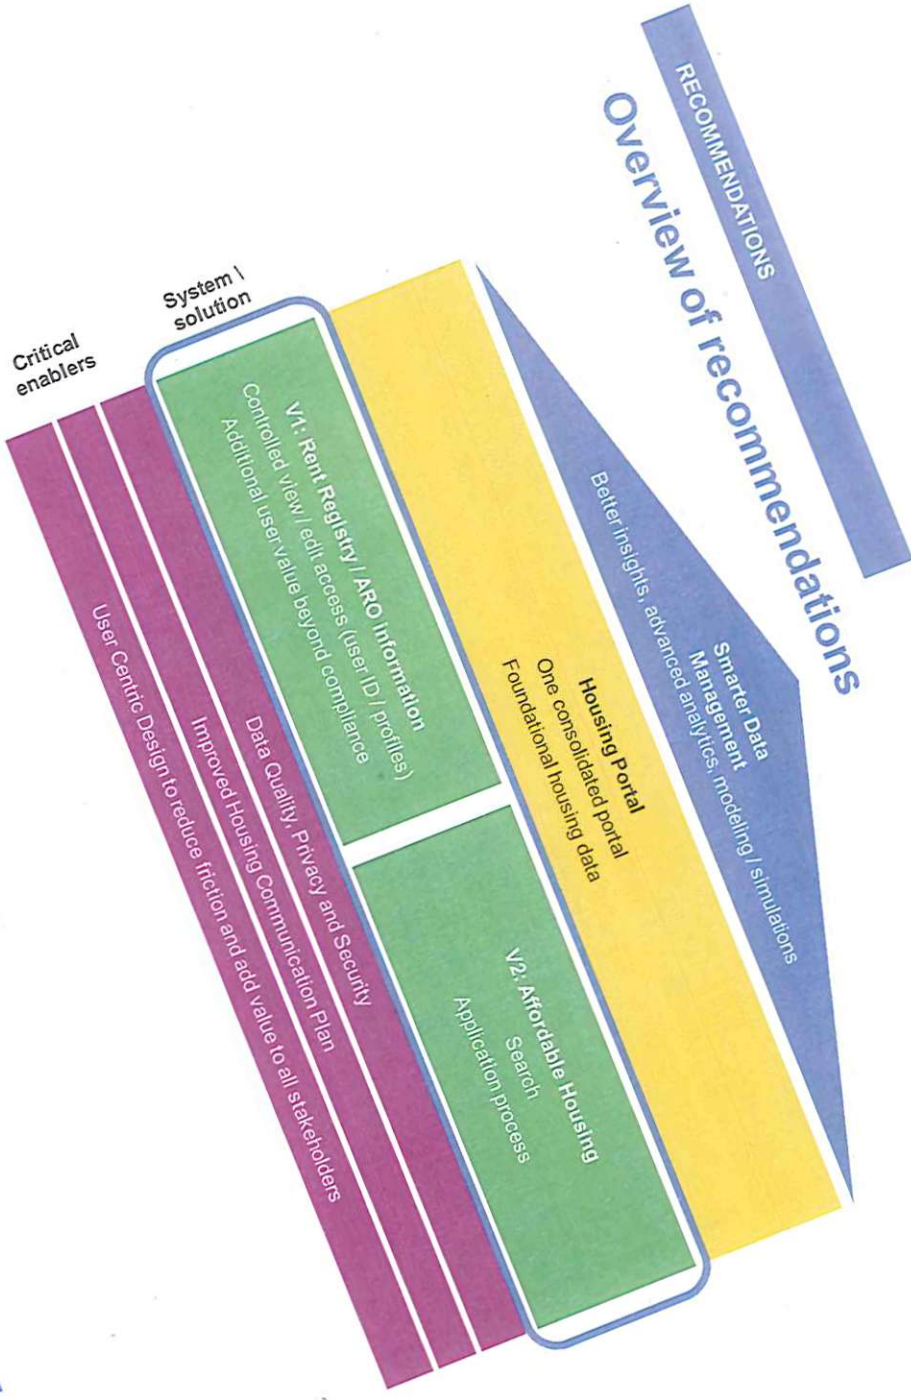 RECOMMENDATIONS
Overview of recommendations
Smarter Data
Management
Better insights, advanced analytics, modeling / simulations
Housing Portal
One consolidated portal
Foundational housing data
System \
solution
V1: Rent Registry / ARO information
Controlled view / edit access (user ID / profiles)
Additional user value beyond compliance
V2: Affordable Housing
Search
Application process
Critical
enablers
Data Quality, Privacy and Security
Improved Housing Communication Plan
User Centric Design to reduce friction and add value to all stakeholders